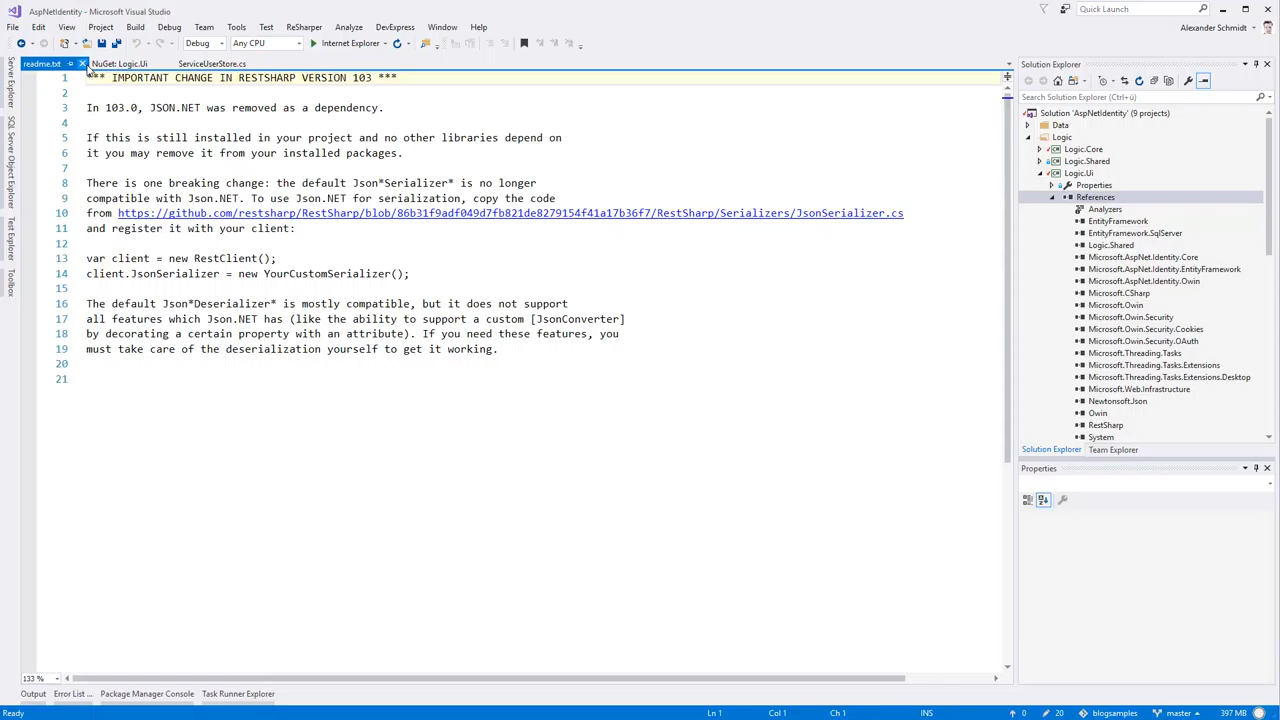 AspNetIdentity - Microsoft Visual Studio
Quick Launch
File Edit View Project Build Debug Team Tools Test ReSharper Analyze DevExpress Window Help
Alexander Schmidt
Debug Any CPU Internet Explorer
readme.txt NuGet: Logic.Ui ServiceUserStore.cs
Server Explorer
SQL Server Object Explorer
Test Explorer
Toolbox
1 *** IMPORTANT CHANGE IN RESTSHARP VERSION 103 ***
2
3 In 103.0, JSON.NET was removed as a dependency.
4
5 If this is still installed in your project and no other libraries depend on
6 it you may remove it from your installed packages.
7
8 There is one breaking change: the default Json*Serializer* is no longer
9 compatible with Json.NET. To use Json.NET for serialization, copy the code
10 from https://github.com/restsharp/RestSharp/blob/86b31f9adf049d7fb821de8279154f41a17b36f7/RestSharp/Serializers/JsonSerializer.cs
11 and register it with your client:
12
13 var client = new RestClient();
14 client.JsonSerializer = new YourCustomSerializer();
15
16 The default Json*Deserializer* is mostly compatible, but it does not support
17 all features which Json.NET has (like the ability to support a custom [JsonConverter]
18 by decorating a certain property with an attribute). If you need these features, you
19 must take care of the deserialization yourself to get it working.
20
21
Solution Explorer
Search Solution Explorer (Ctrl+ü)
Solution 'AspNetIdentity' (9 projects)
Data
Logic
Logic.Core
Logic.Shared
Logic.Ui
Properties
References
Analyzers
EntityFramework
EntityFramework.SqlServer
Logic.Shared
Microsoft.AspNet.Identity.Core
Microsoft.AspNet.Identity.EntityFramework
Microsoft.AspNet.Identity.Owin
Microsoft.CSharp
Microsoft.Owin
Microsoft.Owin.Security
Microsoft.Owin.Security.Cookies
Microsoft.Owin.Security.OAuth
Microsoft.Threading.Tasks
Microsoft.Threading.Tasks.Extensions
Microsoft.Threading.Tasks.Extensions.Desktop
Microsoft.Web.Infrastructure
Newtonsoft.Json
Owin
RestSharp
System
Solution Explorer Team Explorer
Properties
133 %
Output Error List ... Package Manager Console Task Runner Explorer
Ready Ln 1 Col 1 Ch 1 INS 0 20 blogsamples master 397 MB